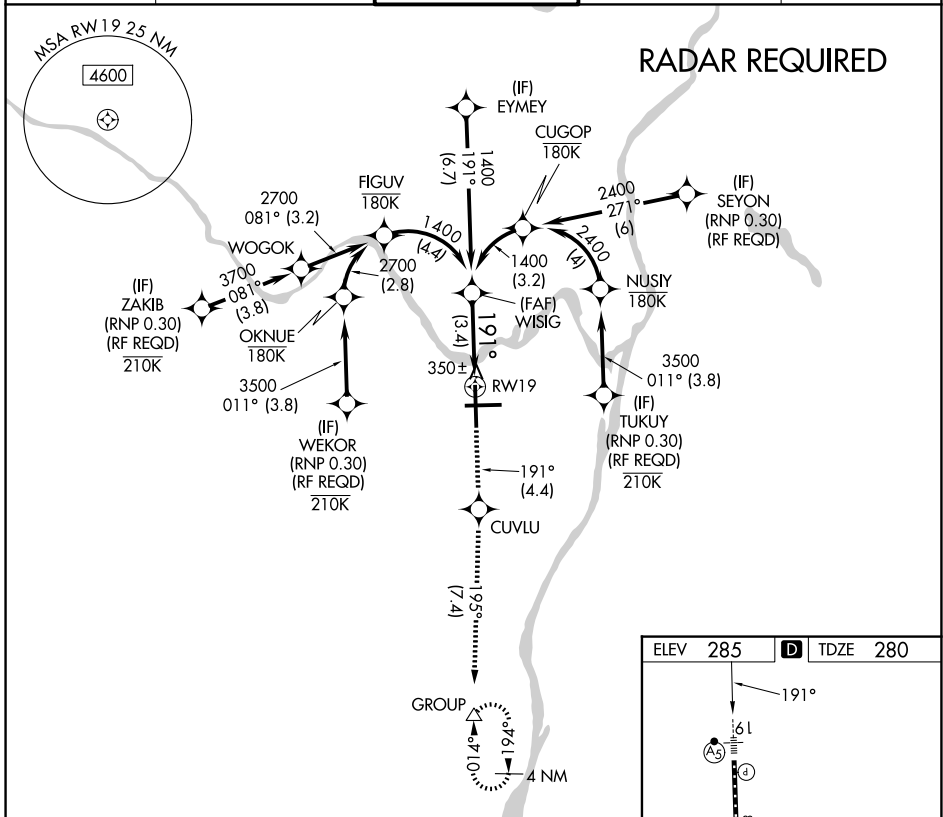 MSA RW19 25 NM
4600
RADAR REQUIRED
(IF)
EYMEY
1400
191°
(6.7)
CUGOP
180K
FIGUV
180K
2400
271°
(6)
(IF)
SEYON
(RNP 0.30)
(RF REQD)
2700
081° (3.2)
WOGOK
1400
(4.4)
2400
(4)
1400
(3.2)
2700
(2.8)
3700
081°
(3.8)
(IF)
ZAKIB
(RNP 0.30)
(RF REQD)
210K
OKNUE
180K
NUSIY
180K
(FAF)
WISIG
191°
(3.4)
350±
RW19
3500
011° (3.8)
3500
011° (3.8)
(IF)
WEKOR
(RNP 0.30)
(RF REQD)
210K
(IF)
TUKUY
(RNP 0.30)
(RF REQD)
210K
191°
(4.4)
CUVLU
195°
(7.4)
GROUP
014°
194°
4 NM
ELEV 285 D TDZE 280
191°
19
A5
P